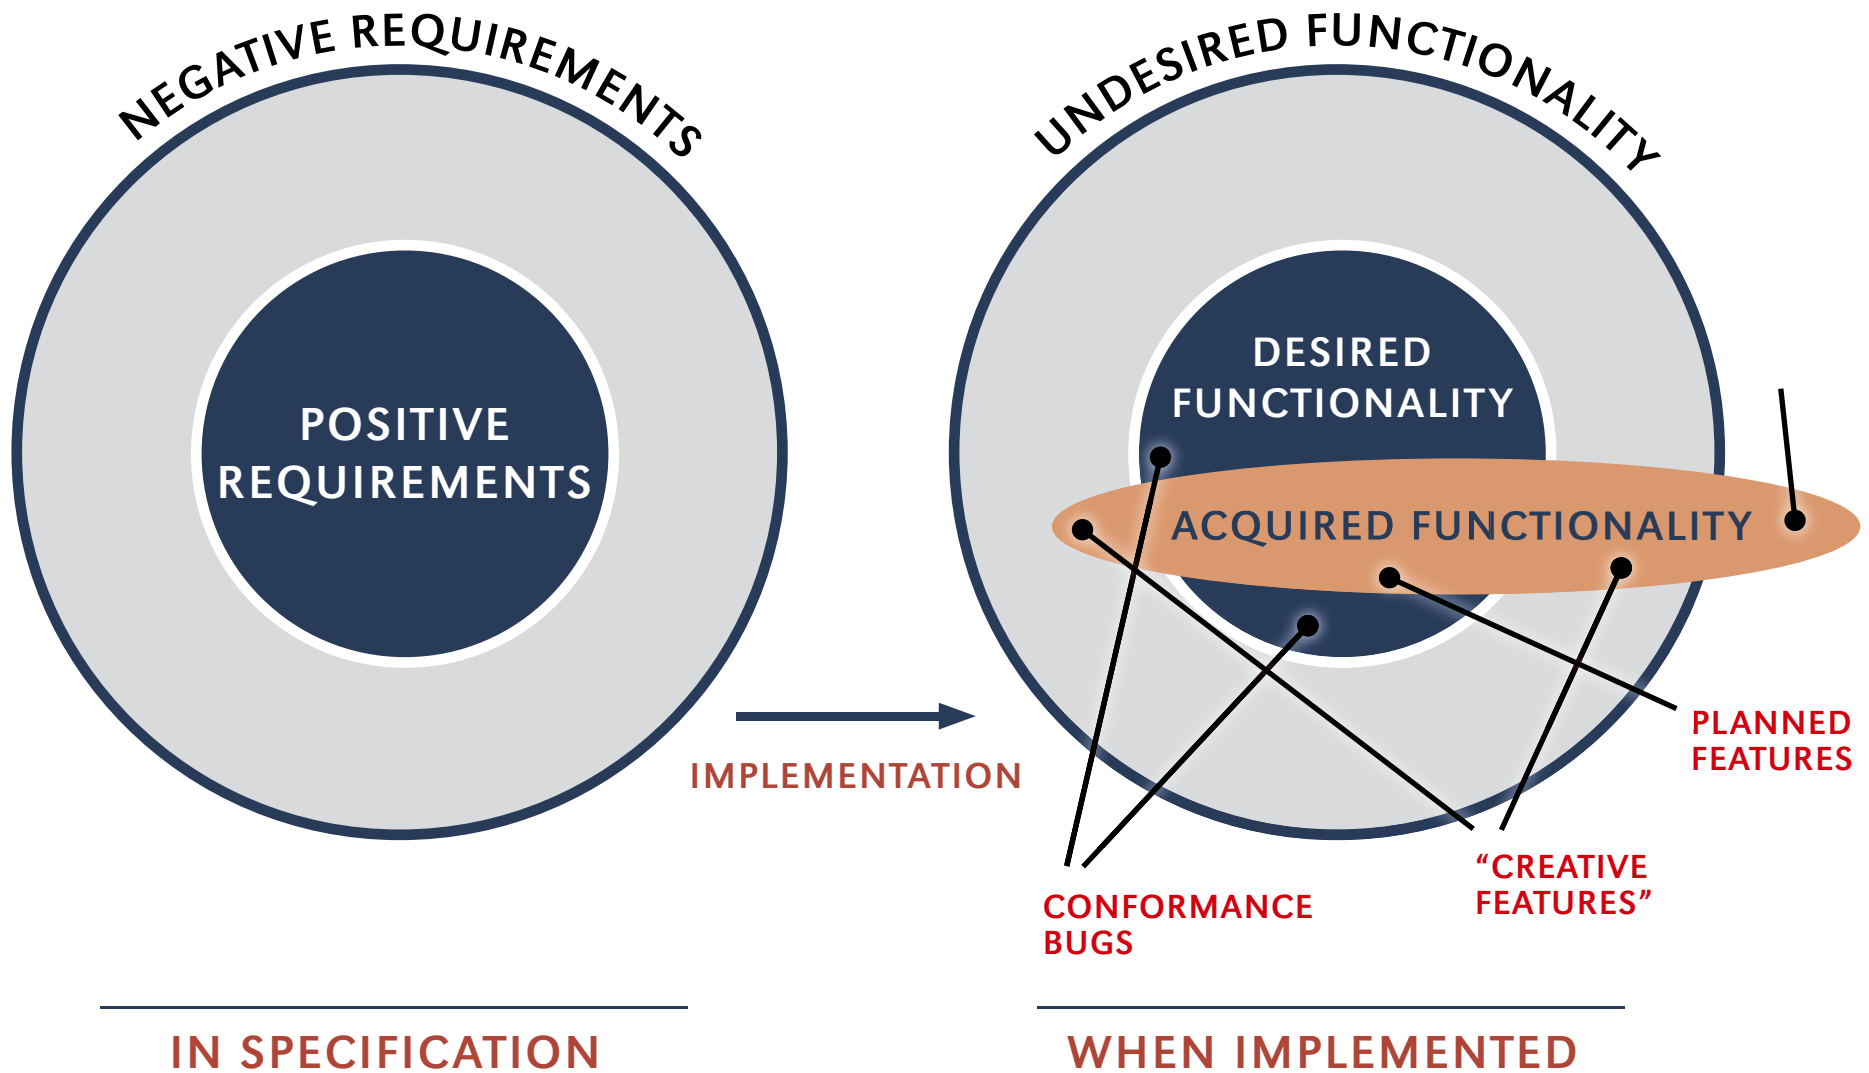 NEGATIVE REQUIREMENTS
POSITIVE
REQUIREMENTS
IN SPECIFICATION
IMPLEMENTATION
UNDESIRED FUNCTIONALITY
DESIRED
FUNCTIONALITY
ACQUIRED FUNCTIONALITY
PLANNED
FEATURES
“CREATIVE
FEATURES”
CONFORMANCE
BUGS
WHEN IMPLEMENTED